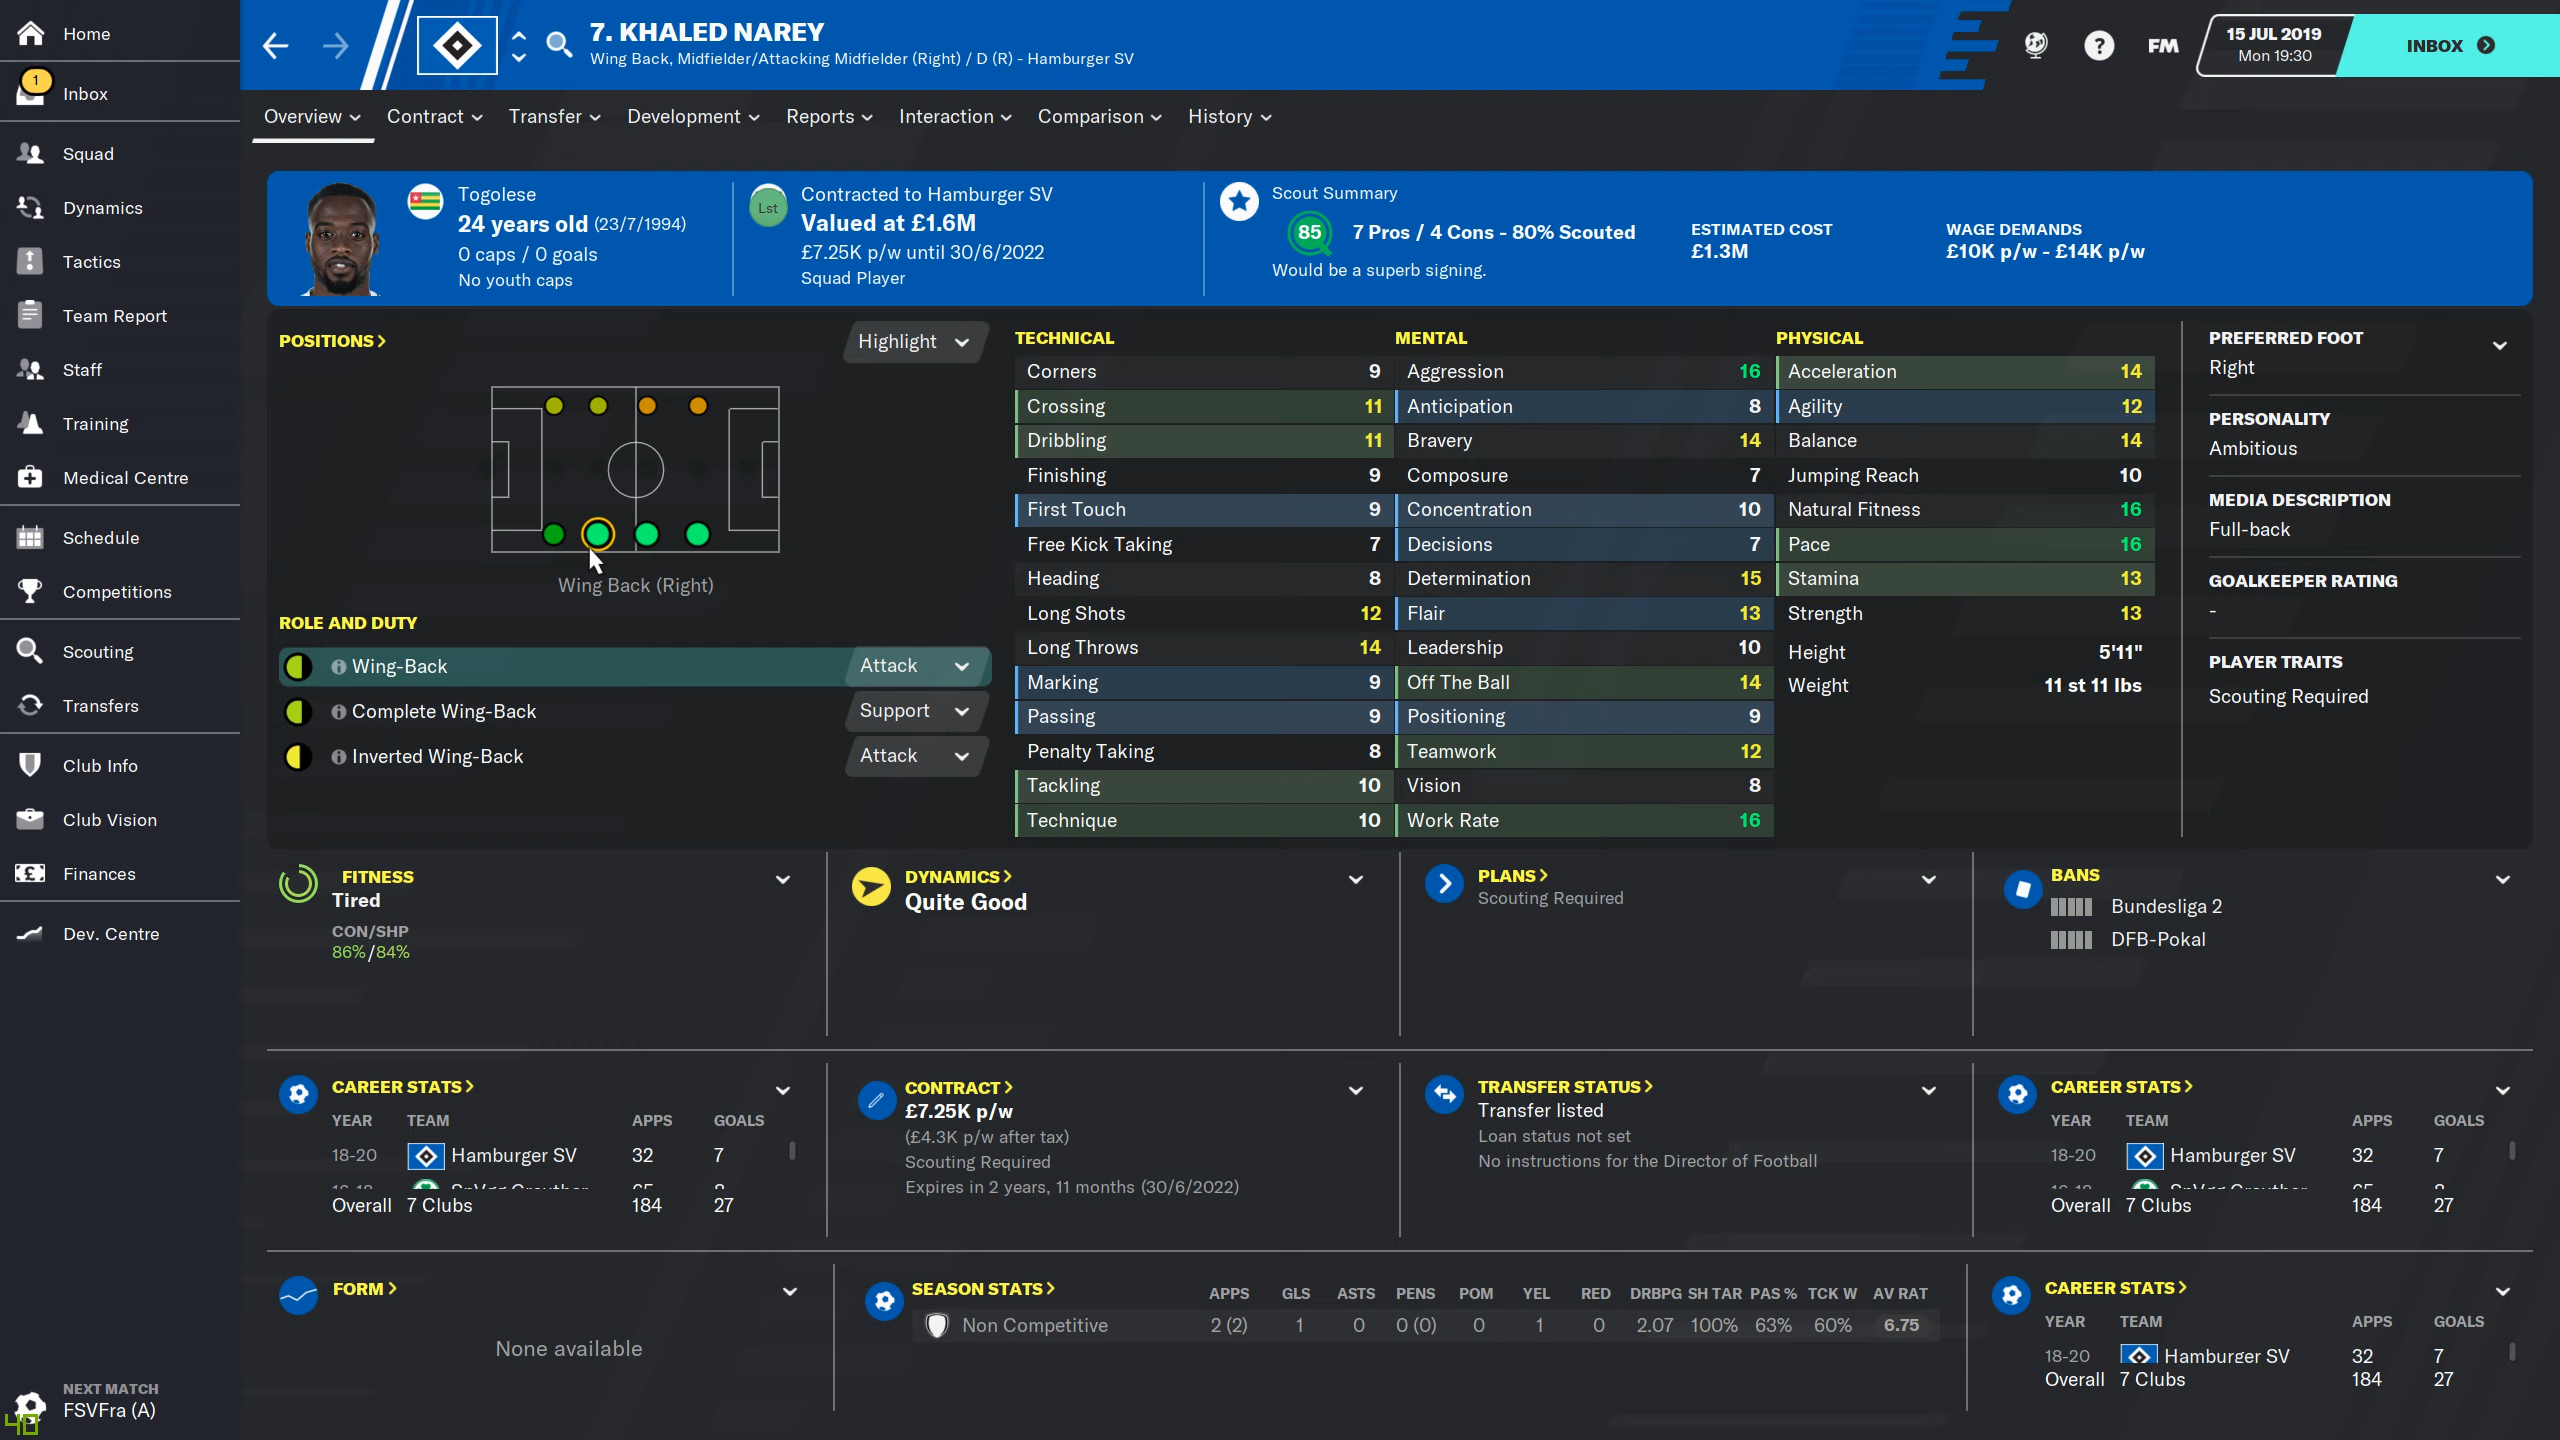 Home
Inbox
1
Squad
Dynamics
Tactics
Team Report
Staff
Training
Medical Centre
Schedule
Competitions
Scouting
Transfers
Club Info
Club Vision
Finances
Dev. Centre
NEXT MATCH
FSVFra (A)
40
7. KHALED NAREY
Wing Back, Midfielder/Attacking Midfielder (Right) / D (R) - Hamburger SV
?
FM
15 JUL 2019
Mon 19:30
INBOX
Overview Contract Transfer Development Reports Interaction Comparison History
Togolese
24 years old (23/7/1994)
0 caps / 0 goals
No youth caps
Lst
Contracted to Hamburger SV
Valued at £1.6M
£7.25K p/w until 30/6/2022
Squad Player
Scout Summary
85 7 Pros / 4 Cons - 80% Scouted
Would be a superb signing.
ESTIMATED COST
£1.3M
WAGE DEMANDS
£10K p/w - £14K p/w
POSITIONS
Highlight
Wing Back (Right)
ROLE AND DUTY
Wing-Back Attack
Complete Wing-Back Support
Inverted Wing-Back Attack
TECHNICAL
Corners 9
Crossing 11
Dribbling 11
Finishing 9
First Touch 9
Free Kick Taking 7
Heading 8
Long Shots 12
Long Throws 14
Marking 9
Passing 9
Penalty Taking 8
Tackling 10
Technique 10
MENTAL
Aggression 16
Anticipation 8
Bravery 14
Composure 7
Concentration 10
Decisions 7
Determination 15
Flair 13
Leadership 10
Off The Ball 14
Positioning 9
Teamwork 12
Vision 8
Work Rate 16
PHYSICAL
Acceleration 14
Agility 12
Balance 14
Jumping Reach 10
Natural Fitness 16
Pace 16
Stamina 13
Strength 13
Height 5'11"
Weight 11 st 11 lbs
PREFERRED FOOT
Right
PERSONALITY
Ambitious
MEDIA DESCRIPTION
Full-back
GOALKEEPER RATING
-
PLAYER TRAITS
Scouting Required
FITNESS
Tired
CON/SHP
86%/84%
DYNAMICS
Quite Good
PLANS
Scouting Required
BANS
Bundesliga 2
DFB-Pokal
CAREER STATS
YEAR TEAM APPS GOALS
18-20 Hamburger SV 32 7
Overall 7 Clubs 184 27
CONTRACT
£7.25K p/w
(£4.3K p/w after tax)
Scouting Required
Expires in 2 years, 11 months (30/6/2022)
TRANSFER STATUS
Transfer listed
Loan status not set
No instructions for the Director of Football
CAREER STATS
YEAR TEAM APPS GOALS
18-20 Hamburger SV 32 7
Overall 7 Clubs 184 27
FORM
None available
SEASON STATS APPS GLS ASTS PENS POM YEL RED DRBPG SH TAR PAS % TCK W AV RAT
Non Competitive 2 (2) 1 0 0 (0) 0 1 0 2.07 100% 63% 60% 6.75
CAREER STATS
YEAR TEAM APPS GOALS
18-20 Hamburger SV 32 7
Overall 7 Clubs 184 27